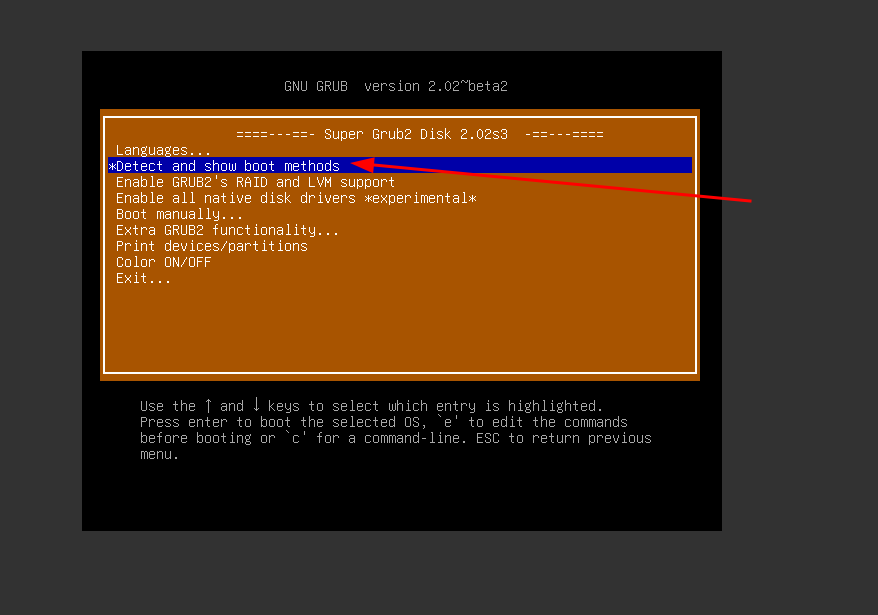 GNU GRUB  version 2.02~beta2
====---==- Super Grub2 Disk 2.02s3  -==---====
Languages...
*Detect and show boot methods
Enable GRUB2's RAID and LVM support
Enable all native disk drivers *experimental*
Boot manually...
Extra GRUB2 functionality...
Print devices/partitions
Color ON/OFF
Exit...
Use the ↑ and ↓ keys to select which entry is highlighted.
Press enter to boot the selected OS, `e' to edit the commands
before booting or `c' for a command-line. ESC to return previous
menu.